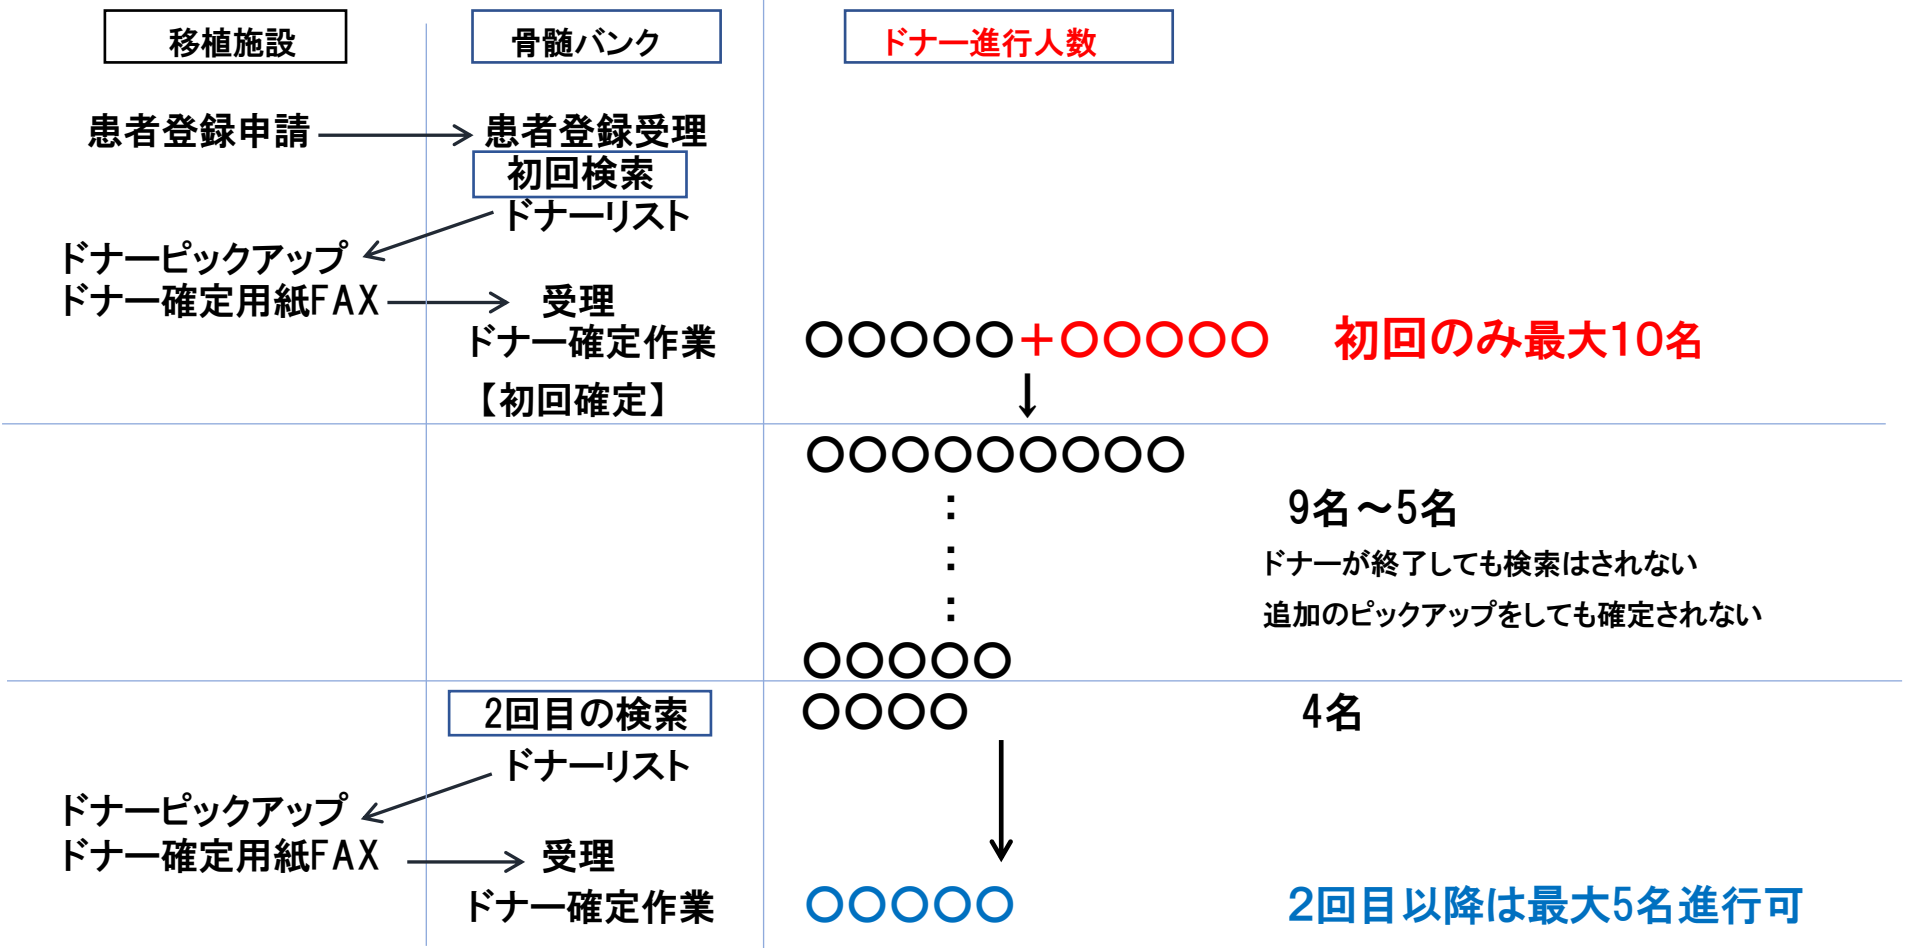 移植施設
骨髄バンク
ドナー進行人数
患者登録申請
患者登録受理
初回検索
ドナーリスト
ドナーピックアップ
ドナー確定用紙FAX
受理
ドナー確定作業
○○○○○+○○○○○
初回のみ最大10名
【初回確定】
↓
○○○○○○○○○
:
9名~5名
:
ドナーが終了しても検索はされない
:
追加のピックアップをしても確定されない
○○○○○
2回目の検索
○○○○
4名
ドナーリスト
ドナーピックアップ
ドナー確定用紙FAX
受理
ドナー確定作業
○○○○○
2回目以降は最大5名進行可